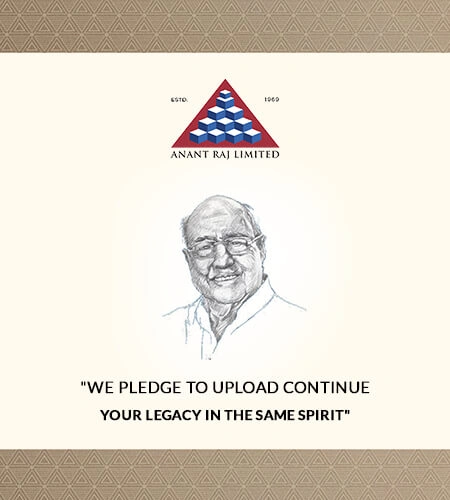 ESTD. 1969
ANANT RAJ LIMITED
"WE PLEDGE TO UPLOAD CONTINUE
YOUR LEGACY IN THE SAME SPIRIT"